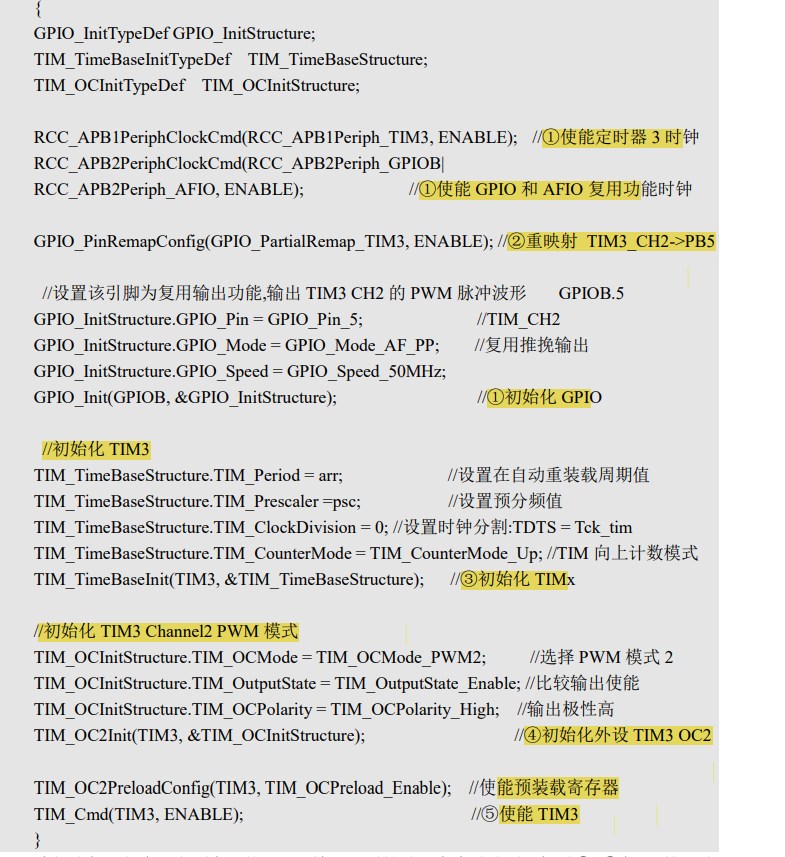 {
GPIO_InitTypeDef GPIO_InitStructure;
TIM_TimeBaseInitTypeDef TIM_TimeBaseStructure;
TIM_OCInitTypeDef TIM_OCInitStructure;
RCC_APB1PeriphClockCmd(RCC_APB1Periph_TIM3, ENABLE); //①使能定时器 3 时钟
RCC_APB2PeriphClockCmd(RCC_APB2Periph_GPIOB|
RCC_APB2Periph_AFIO, ENABLE); //①使能 GPIO 和 AFIO 复用功能时钟
GPIO_PinRemapConfig(GPIO_PartialRemap_TIM3, ENABLE); //②重映射 TIM3_CH2->PB5
//设置该引脚为复用输出功能,输出 TIM3 CH2 的 PWM 脉冲波形 GPIOB.5
GPIO_InitStructure.GPIO_Pin = GPIO_Pin_5; //TIM_CH2
GPIO_InitStructure.GPIO_Mode = GPIO_Mode_AF_PP; //复用推挽输出
GPIO_InitStructure.GPIO_Speed = GPIO_Speed_50MHz;
GPIO_Init(GPIOB, &GPIO_InitStructure); //①初始化 GPIO
//初始化 TIM3
TIM_TimeBaseStructure.TIM_Period = arr; //设置在自动重装载周期值
TIM_TimeBaseStructure.TIM_Prescaler =psc; //设置预分频值
TIM_TimeBaseStructure.TIM_ClockDivision = 0; //设置时钟分割:TDTS = Tck_tim
TIM_TimeBaseStructure.TIM_CounterMode = TIM_CounterMode_Up; //TIM 向上计数模式
TIM_TimeBaseInit(TIM3, &TIM_TimeBaseStructure); //③初始化 TIMx
//初始化 TIM3 Channel2 PWM 模式
TIM_OCInitStructure.TIM_OCMode = TIM_OCMode_PWM2; //选择 PWM 模式 2
TIM_OCInitStructure.TIM_OutputState = TIM_OutputState_Enable; //比较输出使能
TIM_OCInitStructure.TIM_OCPolarity = TIM_OCPolarity_High; //输出极性高
TIM_OC2Init(TIM3, &TIM_OCInitStructure); //④初始化外设 TIM3 OC2
TIM_OC2PreloadConfig(TIM3, TIM_OCPreload_Enable); //使能预装载寄存器
TIM_Cmd(TIM3, ENABLE); //⑤使能 TIM3
}